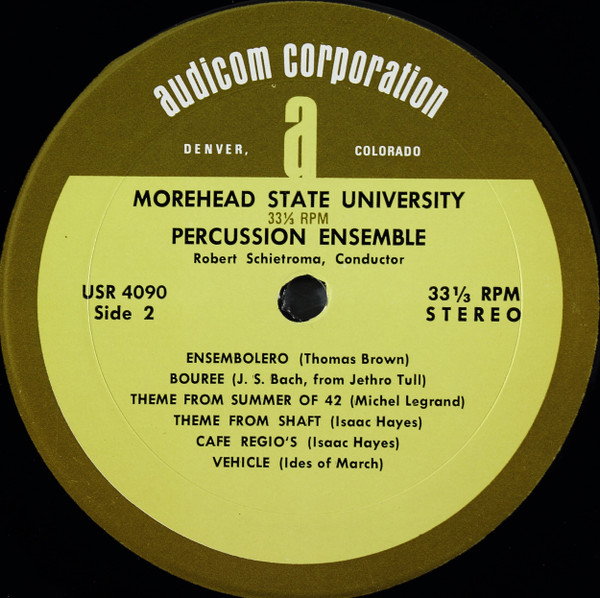 audicom corporation
a
DENVER, COLORADO
MOREHEAD STATE UNIVERSITY
33⅓ RPM
PERCUSSION ENSEMBLE
Robert Schietroma, Conductor
USR 4090 33⅓ RPM
Side 2 STEREO
ENSEMBOLERO (Thomas Brown)
BOUREE (J. S. Bach, from Jethro Tull)
THEME FROM SUMMER OF 42 (Michel Legrand)
THEME FROM SHAFT (Isaac Hayes)
CAFE REGIO'S (Isaac Hayes)
VEHICLE (Ides of March)